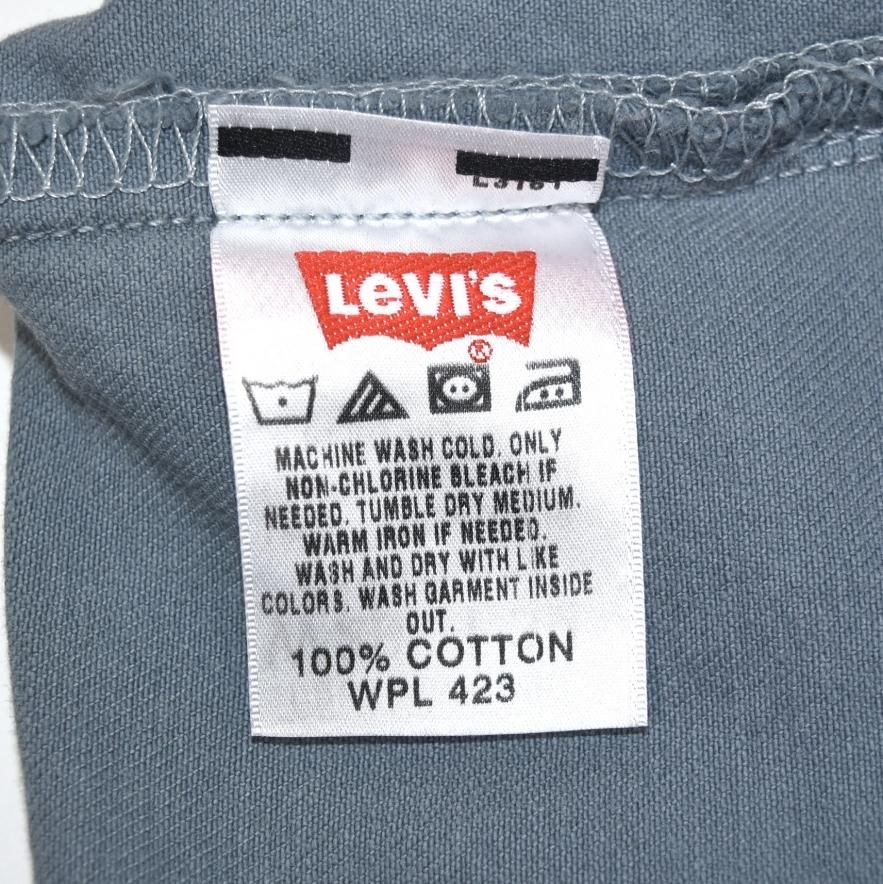 Levi's
®
MACHINE WASH COLD. ONLY
NON-CHLORINE BLEACH IF
NEEDED. TUMBLE DRY MEDIUM.
WARM IRON IF NEEDED.
WASH AND DRY WITH LIKE
COLORS. WASH GARMENT INSIDE
OUT.
100% COTTON
WPL 423